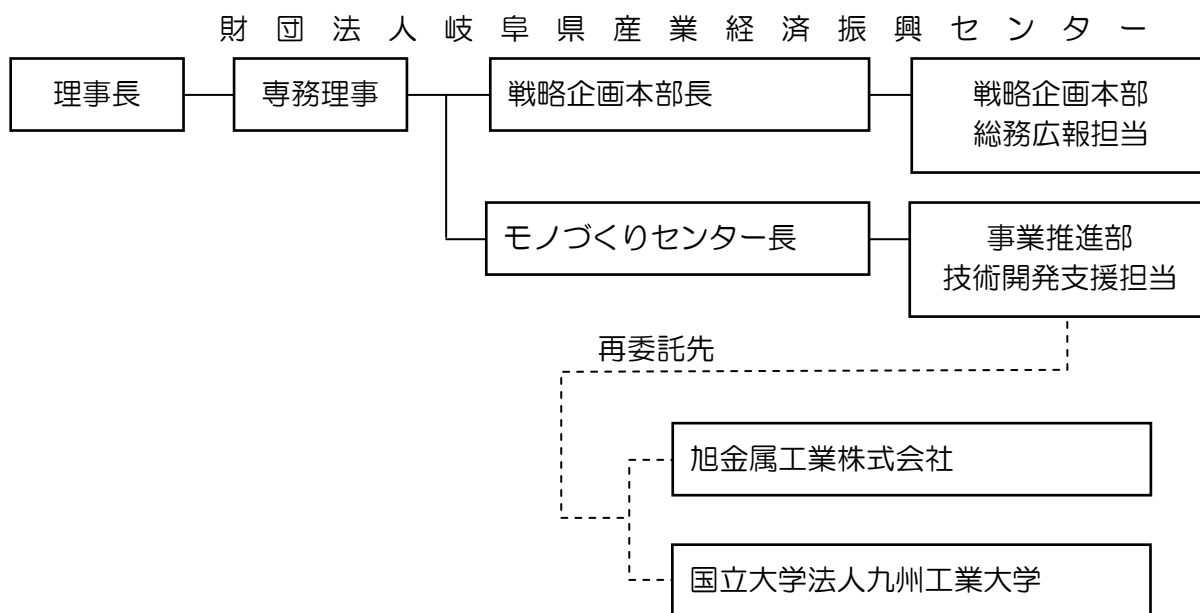 財団法人岐阜県産業経済振興センター
理事長
専務理事
戦略企画本部長
戦略企画本部
総務広報担当
モノづくりセンター長
事業推進部
技術開発支援担当
再委託先
旭金属工業株式会社
国立大学法人九州工業大学